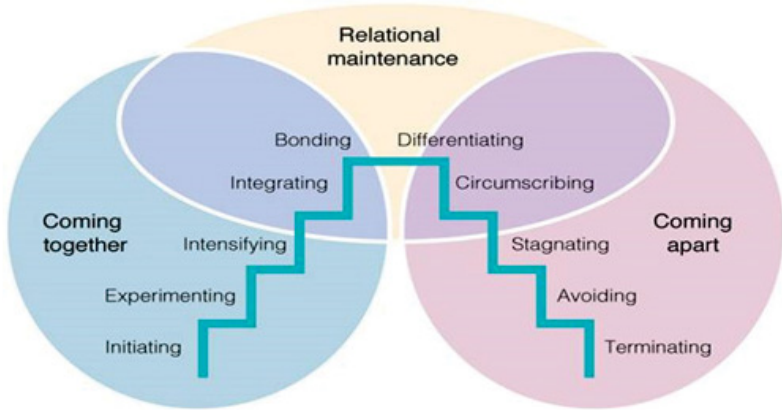 Relational
maintenance
Bonding
Differentiating
Integrating
Circumscribing
Coming
together
Coming
apart
Intensifying
Stagnating
Experimenting
Avoiding
Initiating
Terminating